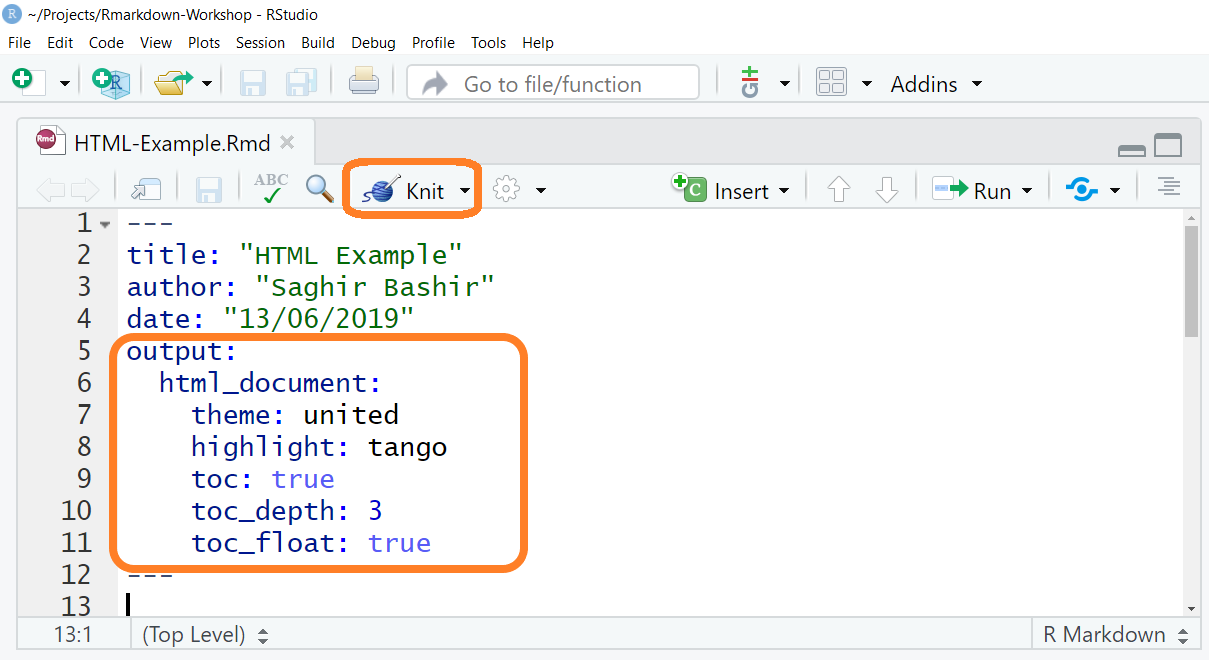 R ~/Projects/Rmarkdown-Workshop - RStudio
File Edit Code View Plots Session Build Debug Profile Tools Help
R Go to file/function G Addins
Rmd HTML-Example.Rmd
ABC Knit C Insert Run
1 ---
2 title: "HTML Example"
3 author: "Saghir Bashir"
4 date: "13/06/2019"
5 output:
6 html_document:
7 theme: united
8 highlight: tango
9 toc: true
10 toc_depth: 3
11 toc_float: true
12 ---
13
13:1 (Top Level) R Markdown